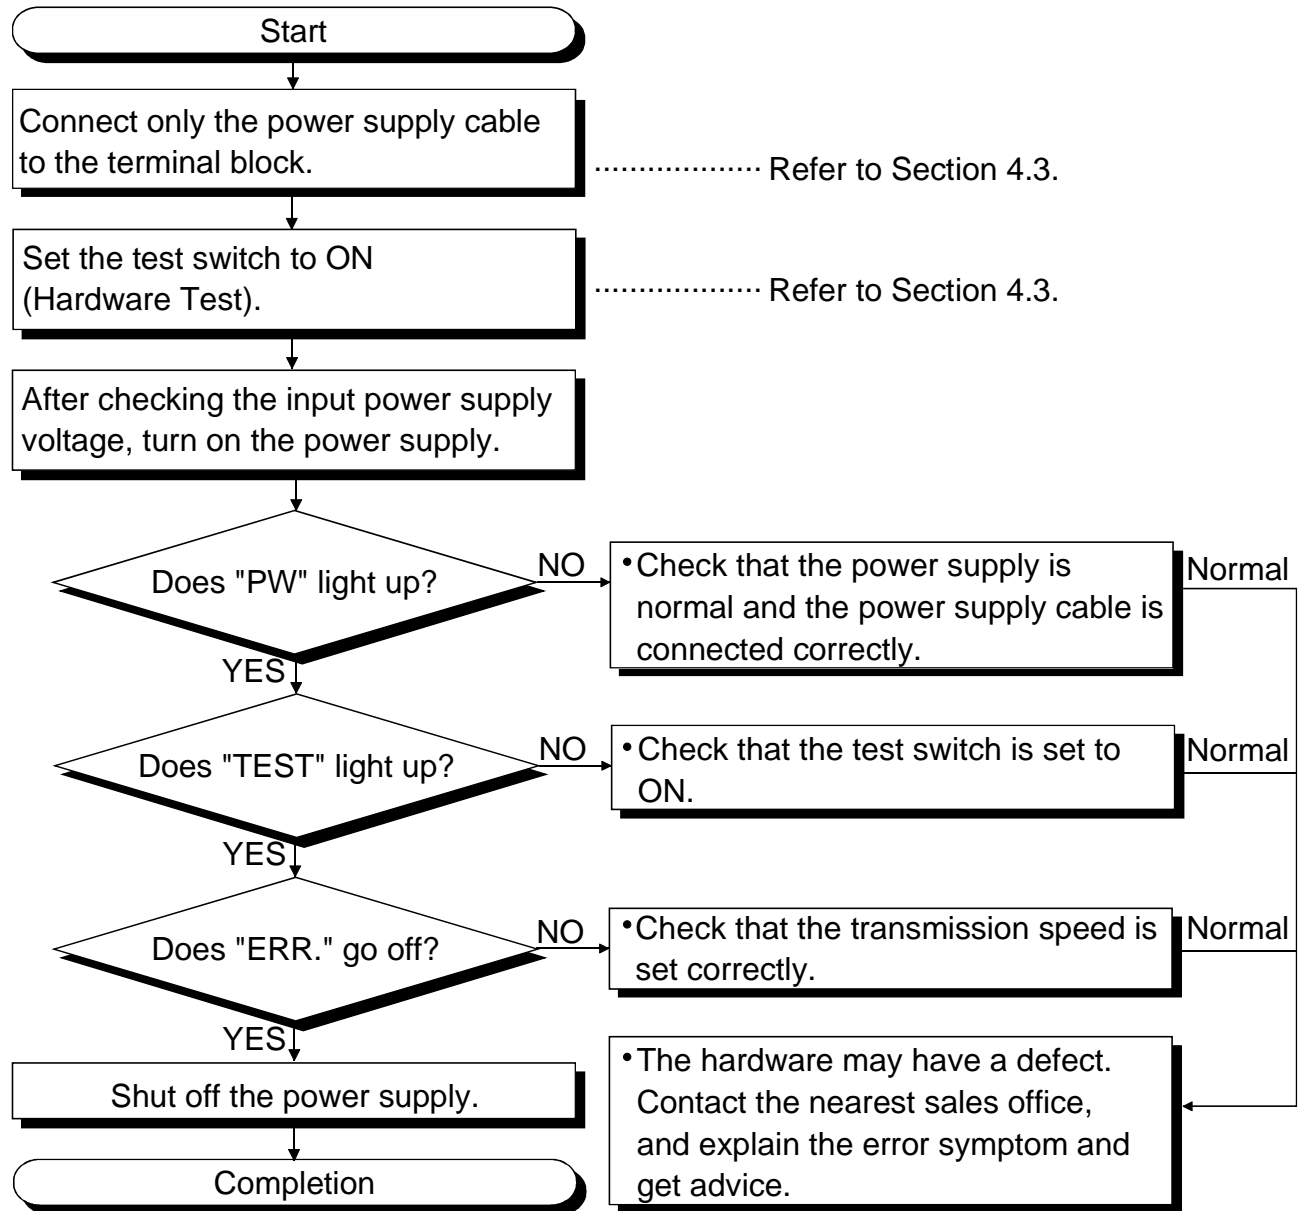 Start
Connect only the power supply cable
to the terminal block.
.................... Refer to Section 4.3.
Set the test switch to ON
(Hardware Test).
.................... Refer to Section 4.3.
After checking the input power supply
voltage, turn on the power supply.
Does "PW" light up?
NO
•Check that the power supply is
normal and the power supply cable is
connected correctly.
Normal
YES
Does "TEST" light up?
NO
•Check that the test switch is set to
ON.
Normal
YES
Does "ERR." go off?
NO
•Check that the transmission speed is
set correctly.
Normal
YES
Shut off the power supply.
•The hardware may have a defect.
Contact the nearest sales office,
and explain the error symptom and
get advice.
Completion